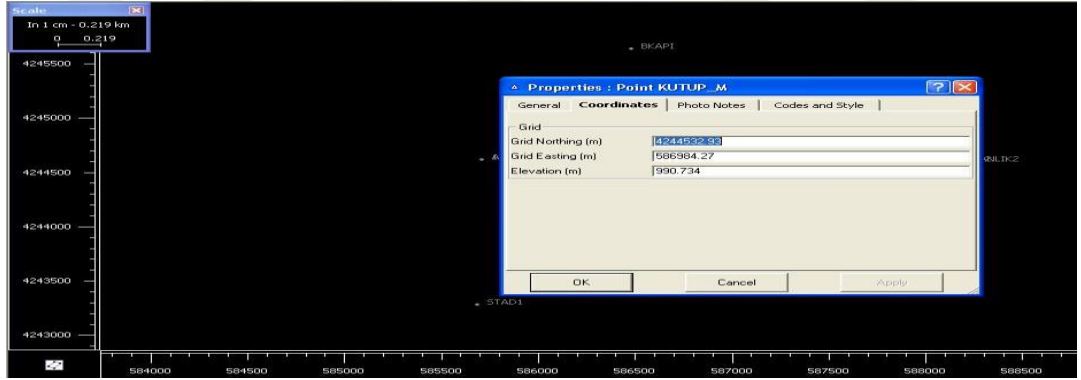 Scale
In 1 cm - 0.219 km
0 0.219
BKAPI
4245500
Properties : Point KUTUP_M
General Coordinates Photo Notes Codes and Style
4245000
Grid
Grid Northing (m) 4244532.93
Grid Easting (m) 586984.27
Elevation (m) 990.734
4244500
4244000
4243500
OK Cancel Apply
STAD1
4243000
584000 584500 585000 585500 586000 586500 587000 587500 588000 588500